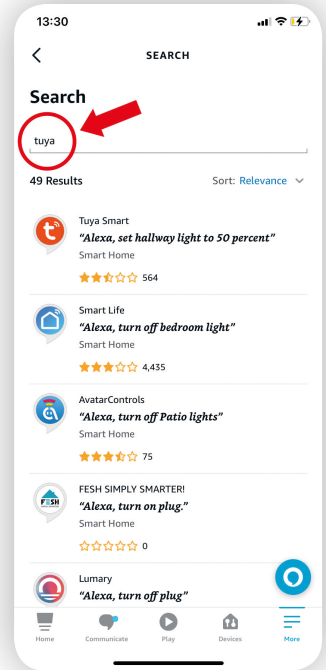 13:30
SEARCH
Search
tuya
49 Results
Sort: Relevance
Tuya Smart
“Alexa, set hallway light to 50 percent”
Smart Home
564
Smart Life
“Alexa, turn off bedroom light”
Smart Home
4,435
AvatarControls
“Alexa, turn off Patio lights”
Smart Home
75
FESH
FESH SIMPLY SMARTER!
“Alexa, turn on plug.”
Smart Home
0
Lumary
“Alexa, turn off plug”
Home Communicate Play Devices More